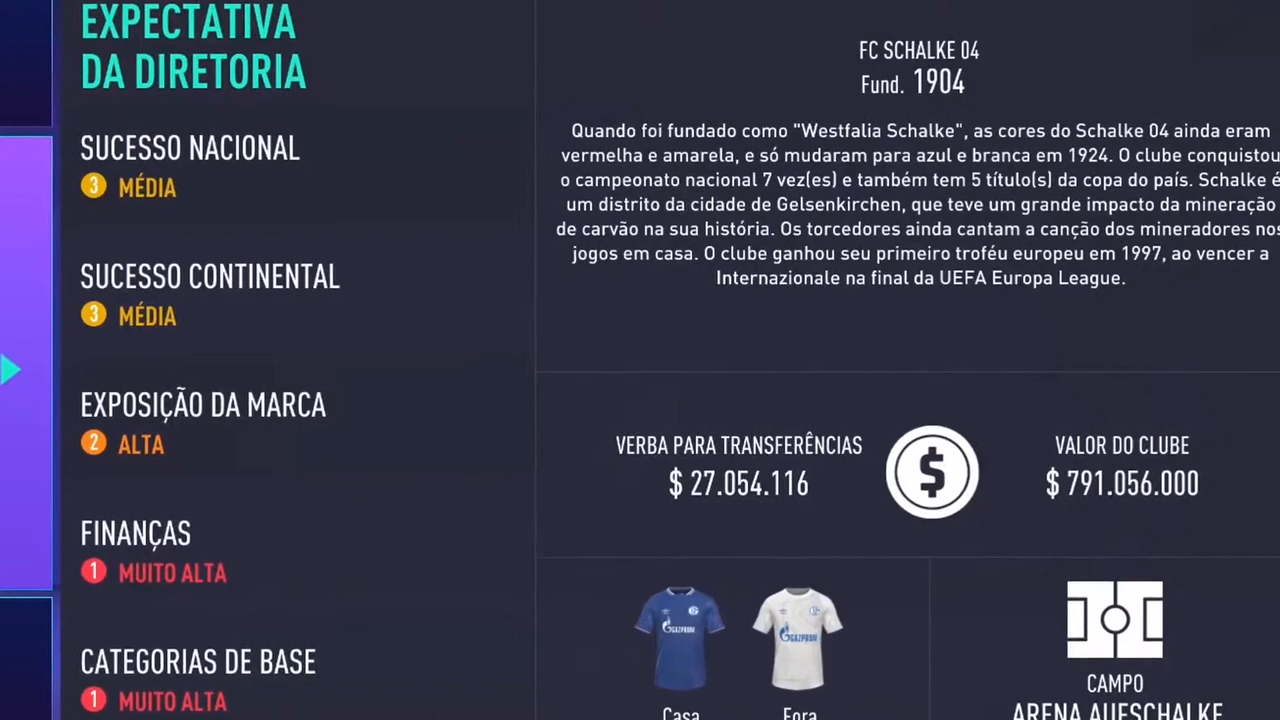 EXPECTATIVA
DA DIRETORIA
SUCESSO NACIONAL
3 MÉDIA
SUCESSO CONTINENTAL
3 MÉDIA
EXPOSIÇÃO DA MARCA
2 ALTA
FINANÇAS
1 MUITO ALTA
CATEGORIAS DE BASE
1 MUITO ALTA
FC SCHALKE 04
Fund. 1904
Quando foi fundado como "Westfalia Schalke", as cores do Schalke 04 ainda eram
vermelha e amarela, e só mudaram para azul e branca em 1924. O clube conquistou
o campeonato nacional 7 vez(es) e também tem 5 título(s) da copa do país. Schalke é
um distrito da cidade de Gelsenkirchen, que teve um grande impacto da mineração
de carvão na sua história. Os torcedores ainda cantam a canção dos mineradores nos
jogos em casa. O clube ganhou seu primeiro troféu europeu em 1997, ao vencer a
Internazionale na final da UEFA Europa League.
VERBA PARA TRANSFERÊNCIAS
$ 27.054.116
$
VALOR DO CLUBE
$ 791.056.000
GAZPROM
GAZPROM
Casa
Fora
CAMPO
ARENA AUFSCHALKE